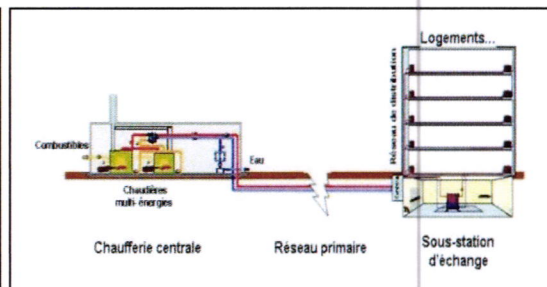 Logements...
Réseau de distribution
Combustibles
Eau
Chaudières
multi-énergies
Chaufferie centrale
Réseau primaire
Sous-station
d'échange